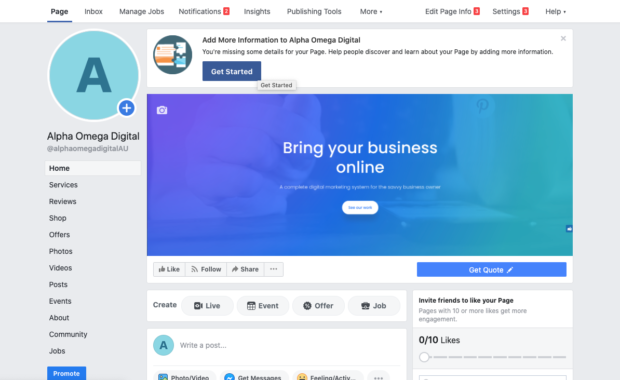 Page Inbox Manage Jobs Notifications 2 Insights Publishing Tools More Edit Page Info Settings Help
Add More Information to Alpha Omega Digital
You're missing some details for your Page. Help people discover and learn about your Page by adding more information.
Get Started
Get Started
A
Alpha Omega Digital
@alphaomegadigitalAU
Home
Services
Reviews
Shop
Offers
Photos
Videos
Posts
Events
About
Community
Jobs
Promote
Bring your business
online
A complete digital marketing system for the savvy business owner
See our work
Like Follow Share ...
Get Quote
Create Live Event Offer Job
A Write a post...
Photo/Video Get Messages Feeling/Activ... ...
Invite friends to like your Page
Pages with 10 or more likes get more
engagement.
0/10 Likes